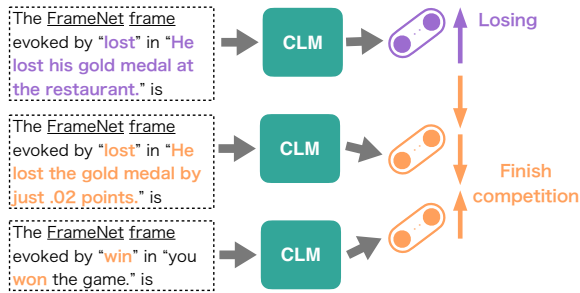 The FrameNet frame
evoked by “lost” in “He
lost his gold medal at
the restaurant.” is
CLM
Losing
The FrameNet frame
evoked by “lost” in “He
lost the gold medal by
just .02 points.” is
CLM
Finish
competition
The FrameNet frame
evoked by “win” in “you
won the game.” is
CLM